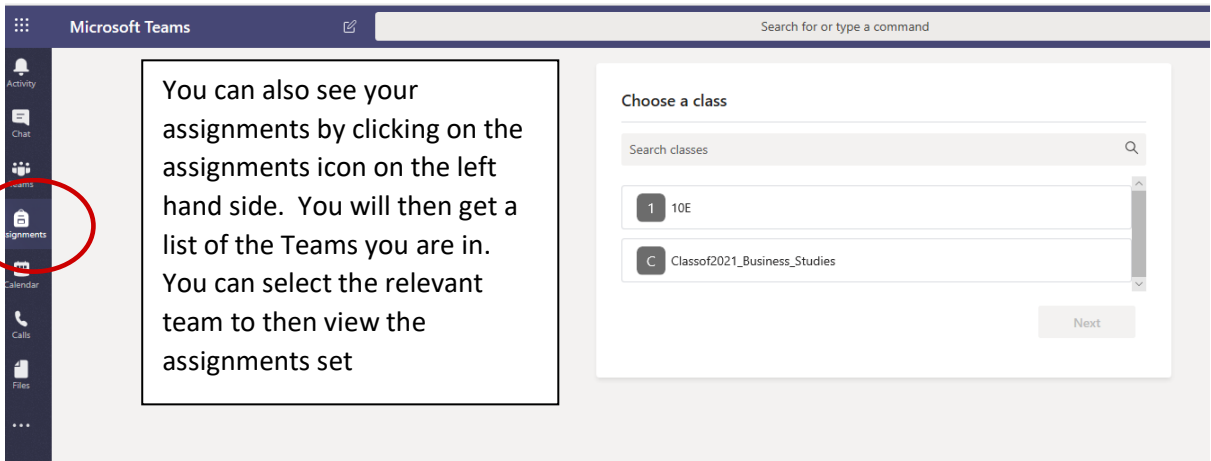 Microsoft Teams
Search for or type a command
Activity
Chat
Teams
signments
Calendar
Calls
Files
You can also see your
assignments by clicking on the
assignments icon on the left
hand side. You will then get a
list of the Teams you are in.
You can select the relevant
team to then view the
assignments set
Choose a class
Search classes
1 10E
C Classof2021_Business_Studies
Next